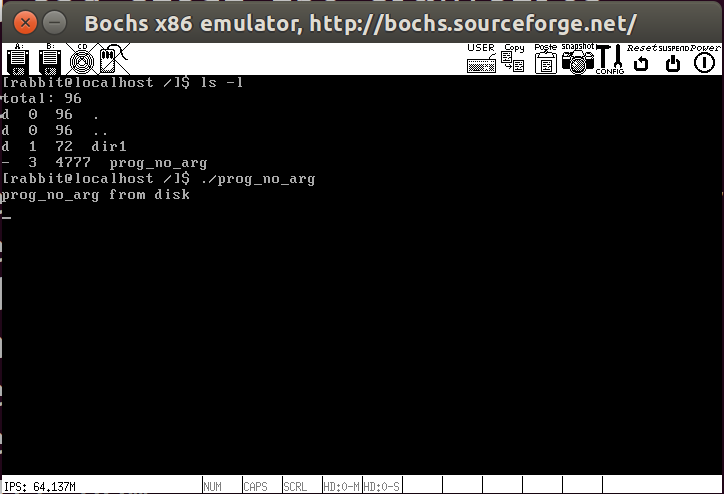 Bochs x86 emulator, http://bochs.sourceforge.net/
A: B: CD USER Copy Paste snapshot CONFIG Reset SUSPEND Power
[rabbit@localhost /]$ ls -l
total: 96
d 0 96 .
d 0 96 ..
d 1 72 dir1
- 3 4777 prog_no_arg
[rabbit@localhost /]$ ./prog_no_arg
prog_no_arg from disk
_
IPS: 64.137M NUM CAPS SCRL HD:0-M HD:0-S